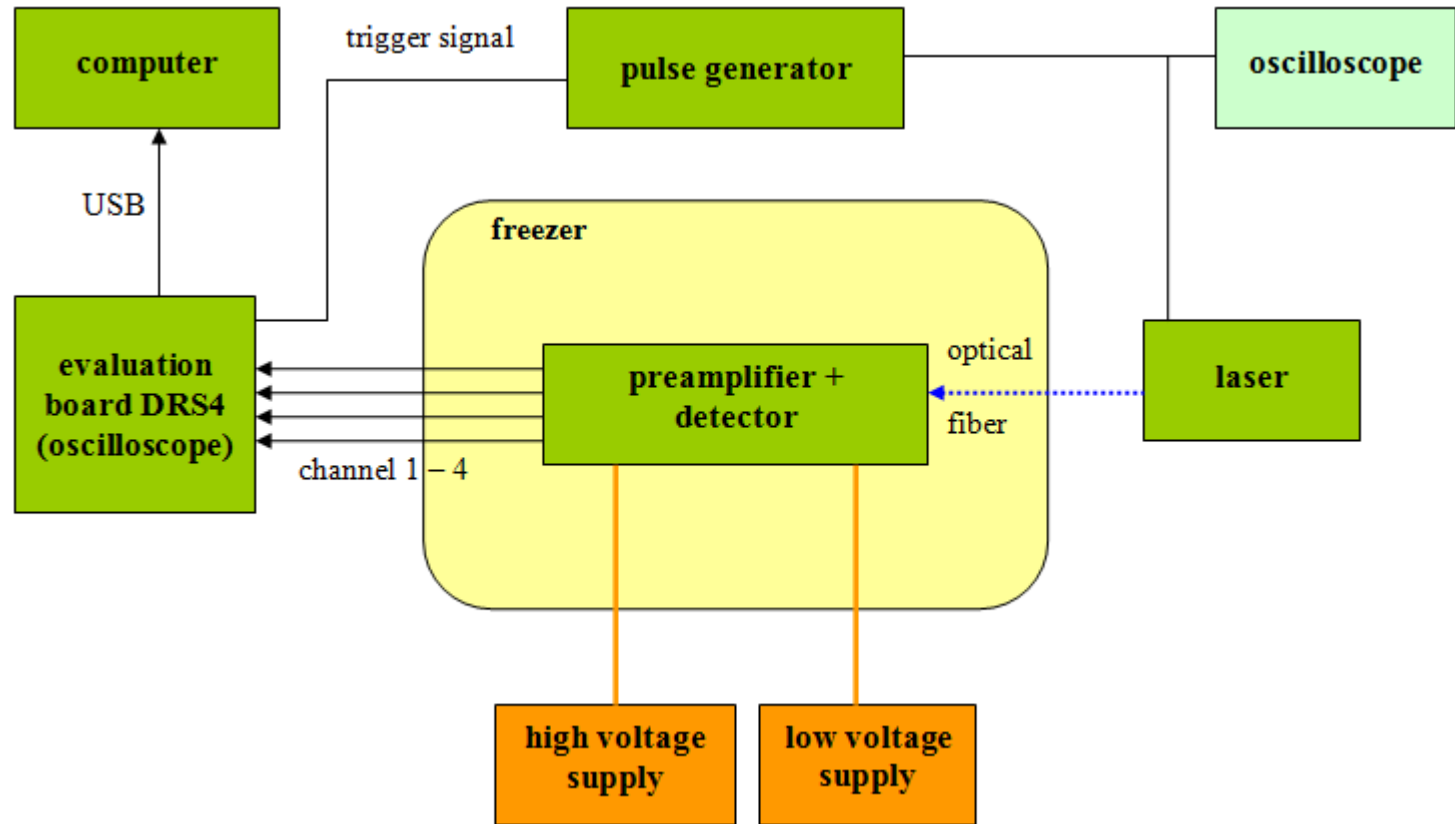 computer
trigger signal
pulse generator
oscilloscope
USB
freezer
evaluation
board DRS4
(oscilloscope)
preamplifier +
detector
optical
fiber
laser
channel 1 – 4
high voltage
supply
low voltage
supply